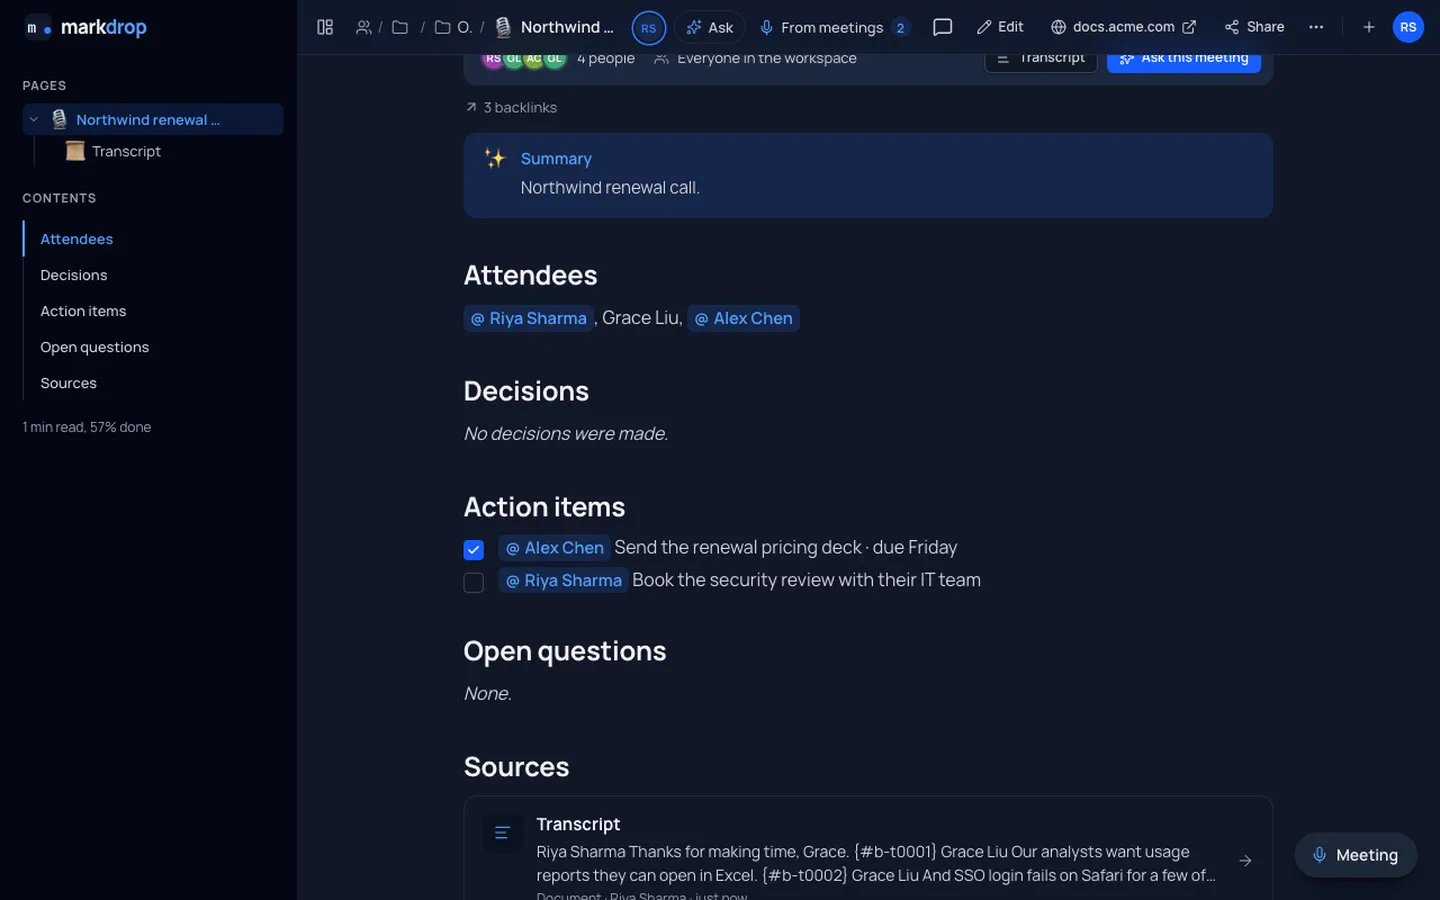 markdrop
PAGES
Northwind renewal ...
Transcript
CONTENTS
Attendees
Decisions
Action items
Open questions
Sources
1 min read, 57% done
O. / Northwind ... RS Ask From meetings 2 Edit docs.acme.com Share ... + RS
RS GL AC GL 4 people Everyone in the workspace Transcript Ask this meeting
3 backlinks
Summary
Northwind renewal call.
Attendees
@ Riya Sharma, Grace Liu, @ Alex Chen
Decisions
No decisions were made.
Action items
@ Alex Chen Send the renewal pricing deck · due Friday
@ Riya Sharma Book the security review with their IT team
Open questions
None.
Sources
Transcript
Riya Sharma Thanks for making time, Grace. {#b-t0001} Grace Liu Our analysts want usage
reports they can open in Excel. {#b-t0002} Grace Liu And SSO login fails on Safari for a few of...
Document · Riya Sharma · just now
Meeting